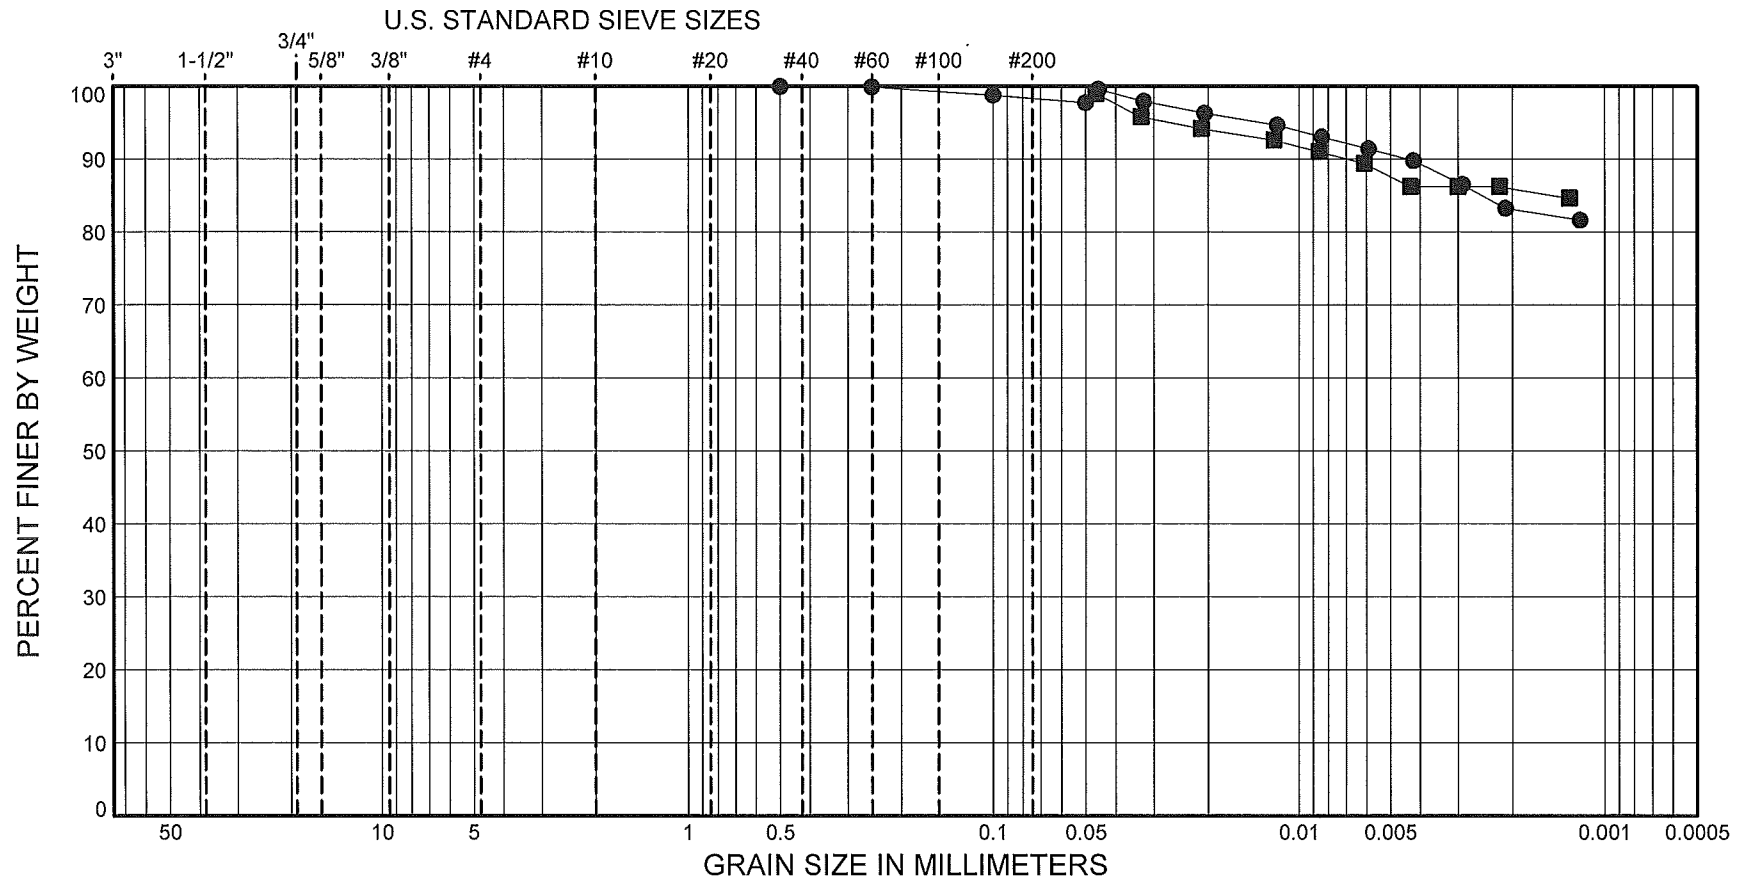 U.S. STANDARD SIEVE SIZES
3" 1-1/2" 3/4" 5/8" 3/8" #4 #10 #20 #40 #60 #100 #200
100
90
80
70
60
50
40
30
20
10
0
PERCENT FINER BY WEIGHT
50 10 5 1 0.5 0.1 0.05 0.01 0.005 0.001 0.0005
GRAIN SIZE IN MILLIMETERS